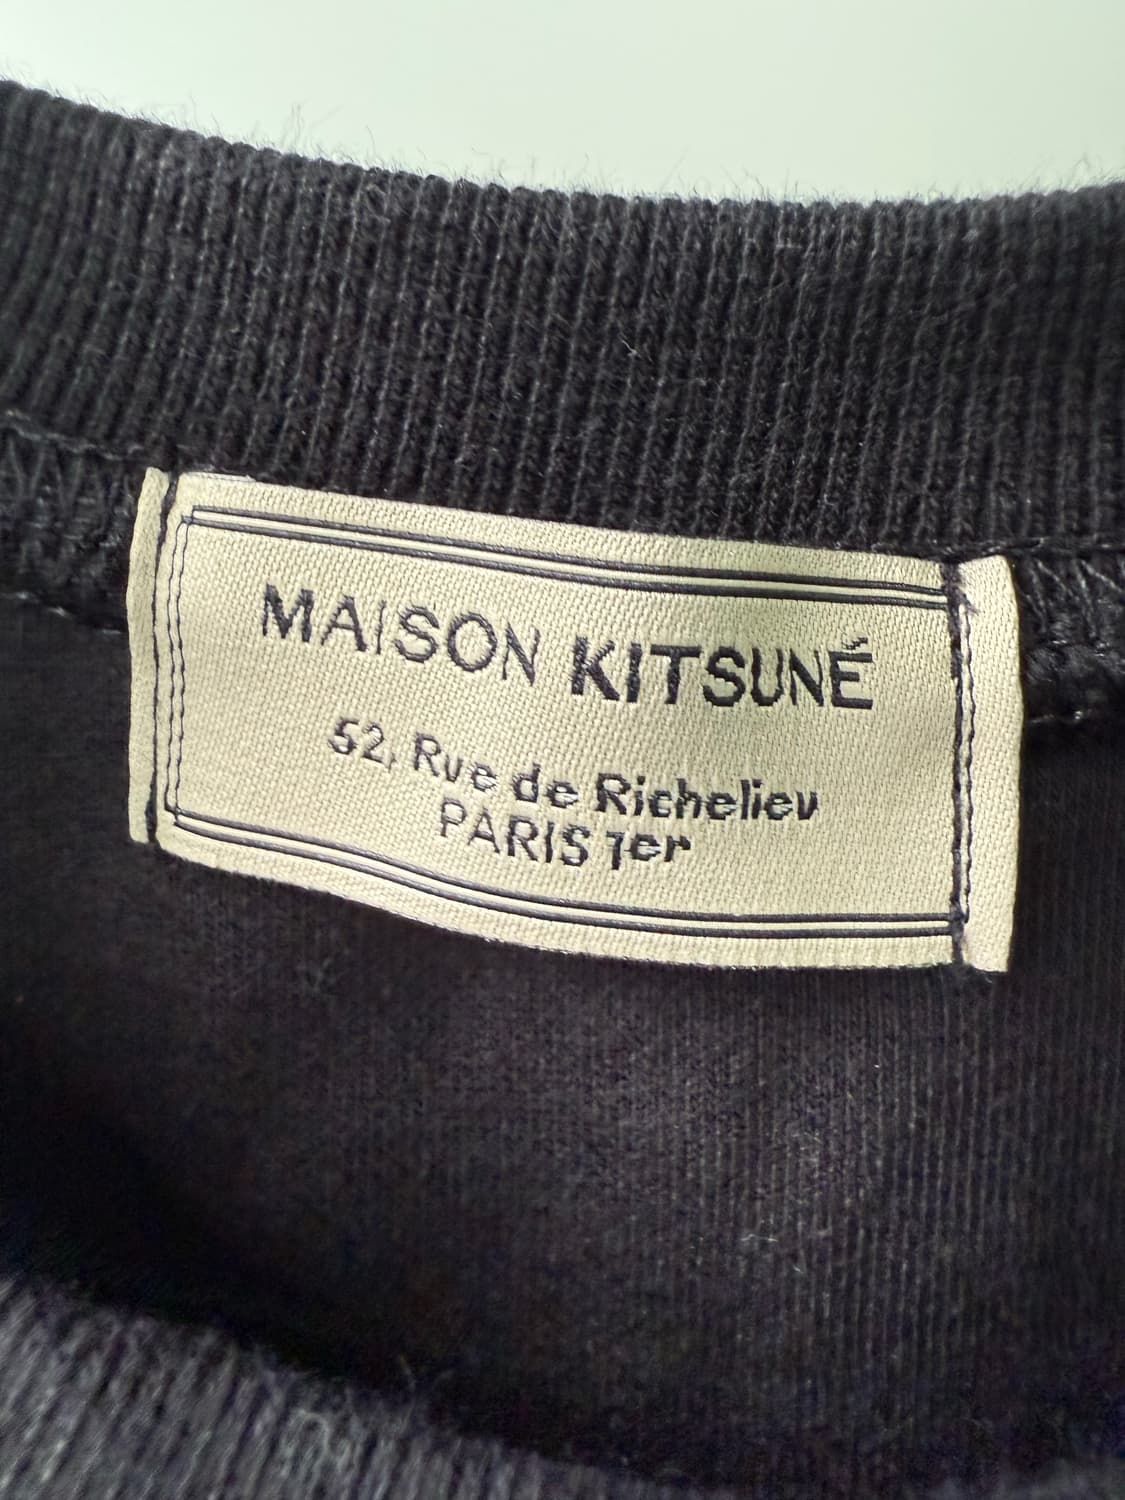 MAISON KITSUNÉ
52, Rue de Richelieu
PARIS 1er